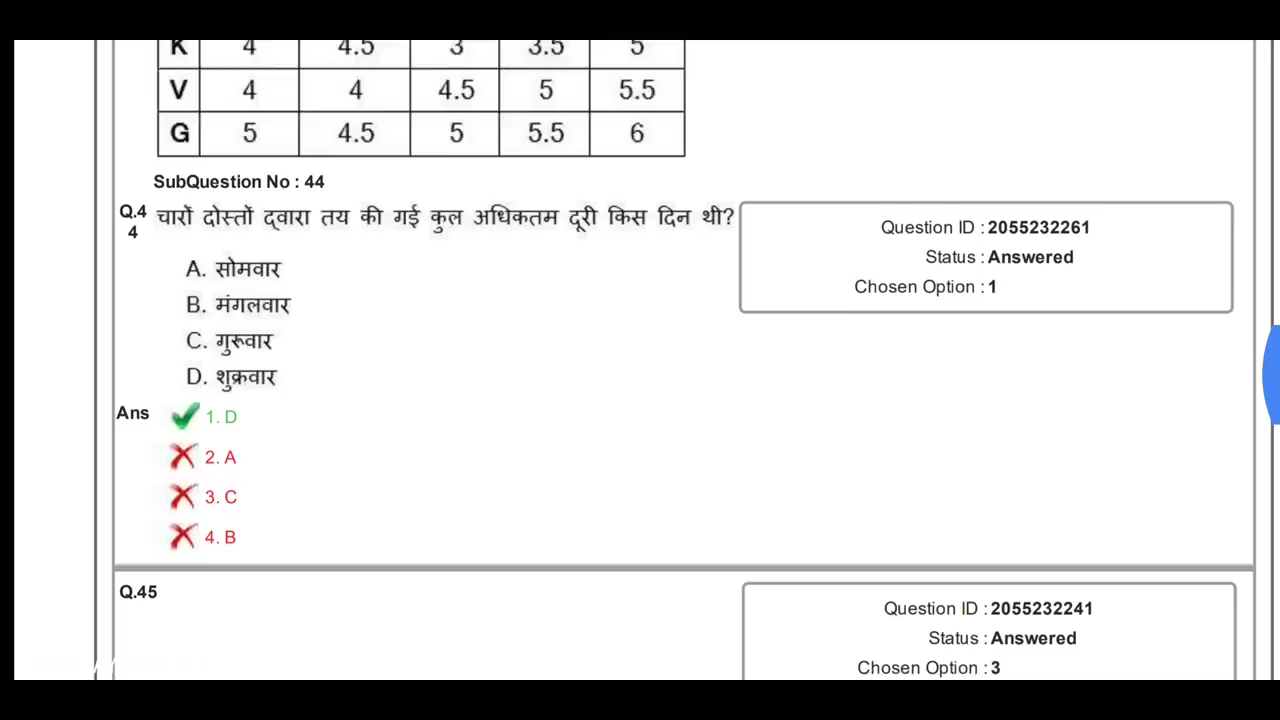 K 4 4.5 3 3.5 5
V 4 4 4.5 5 5.5
G 5 4.5 5 5.5 6
SubQuestion No : 44
Q.44 चारों दोस्तों द्वारा तय की गई कुल अधिकतम दूरी किस दिन थी?
A. सोमवार
B. मंगलवार
C. गुरूवार
D. शुक्रवार
Question ID : 2055232261
Status : Answered
Chosen Option : 1
Ans 1. D
2. A
3. C
4. B
Q.45
Question ID : 2055232241
Status : Answered
Chosen Option : 3